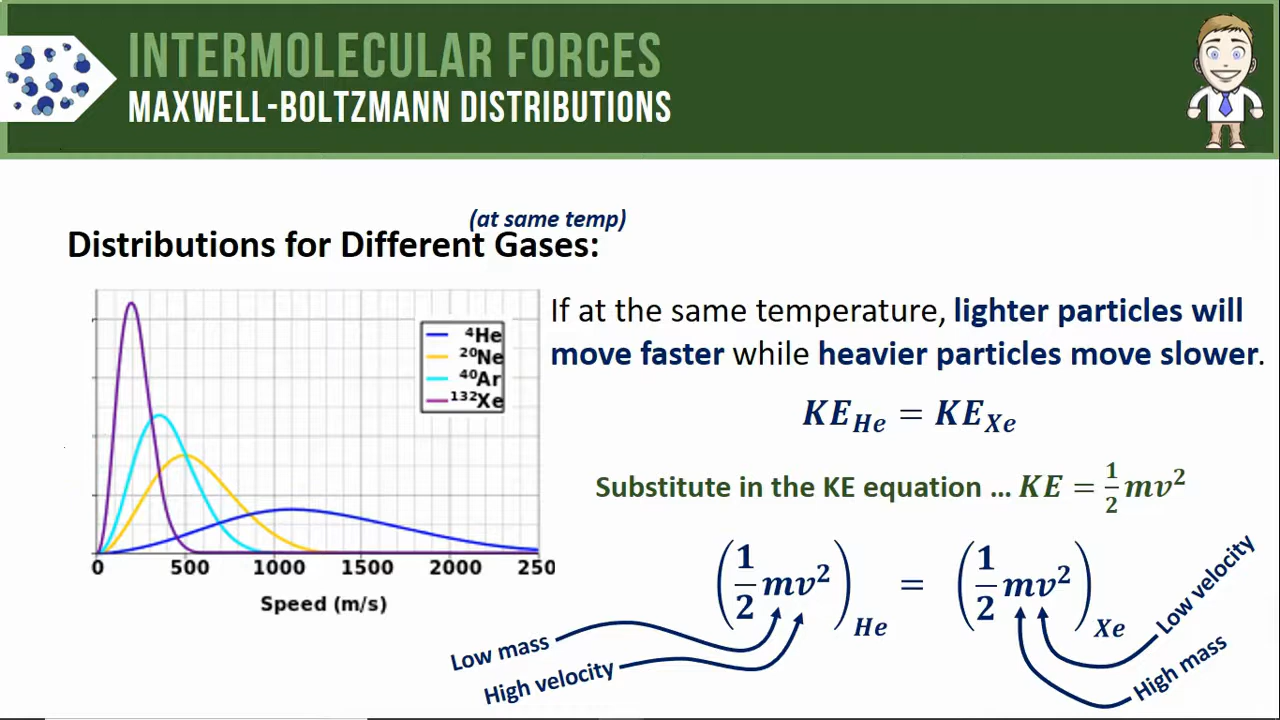 INTERMOLECULAR FORCES
MAXWELL-BOLTZMANN DISTRIBUTIONS
(at same temp)
Distributions for Different Gases:
⁴He
²⁰Ne
⁴⁰Ar
¹³²Xe
0 500 1000 1500 2000 250
Speed (m/s)
If at the same temperature, lighter particles will
move faster while heavier particles move slower.
KE_He = KE_Xe
Substitute in the KE equation ... KE = ½mv²
(½mv²)_He = (½mv²)_Xe
Low mass
High velocity
Low velocity
High mass